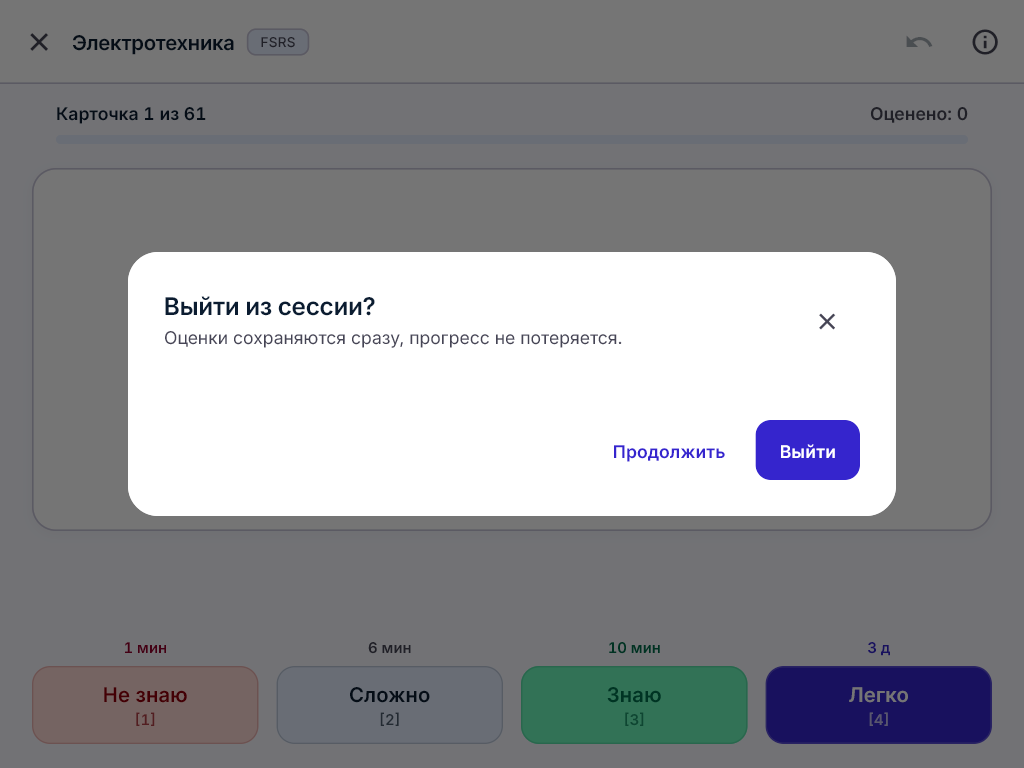 Электротехника FSRS
Карточка 1 из 61 Оценено: 0
Выйти из сессии?
Оценки сохраняются сразу, прогресс не потеряется.
Продолжить Выйти
1 мин 6 мин 10 мин 3 д
Не знаю Сложно Знаю Легко
[1] [2] [3] [4]